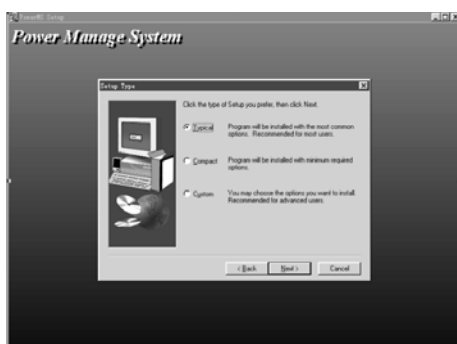 PowerMS Setup
Power Manage System
Setup Type
Click the type of Setup you prefer, then click Next.
Typical
Program will be installed with the most common
options. Recommended for most users.
Compact
Program will be installed with minimum required
options.
Custom
You may choose the options you want to install.
Recommended for advanced users.
< Back
Next >
Cancel